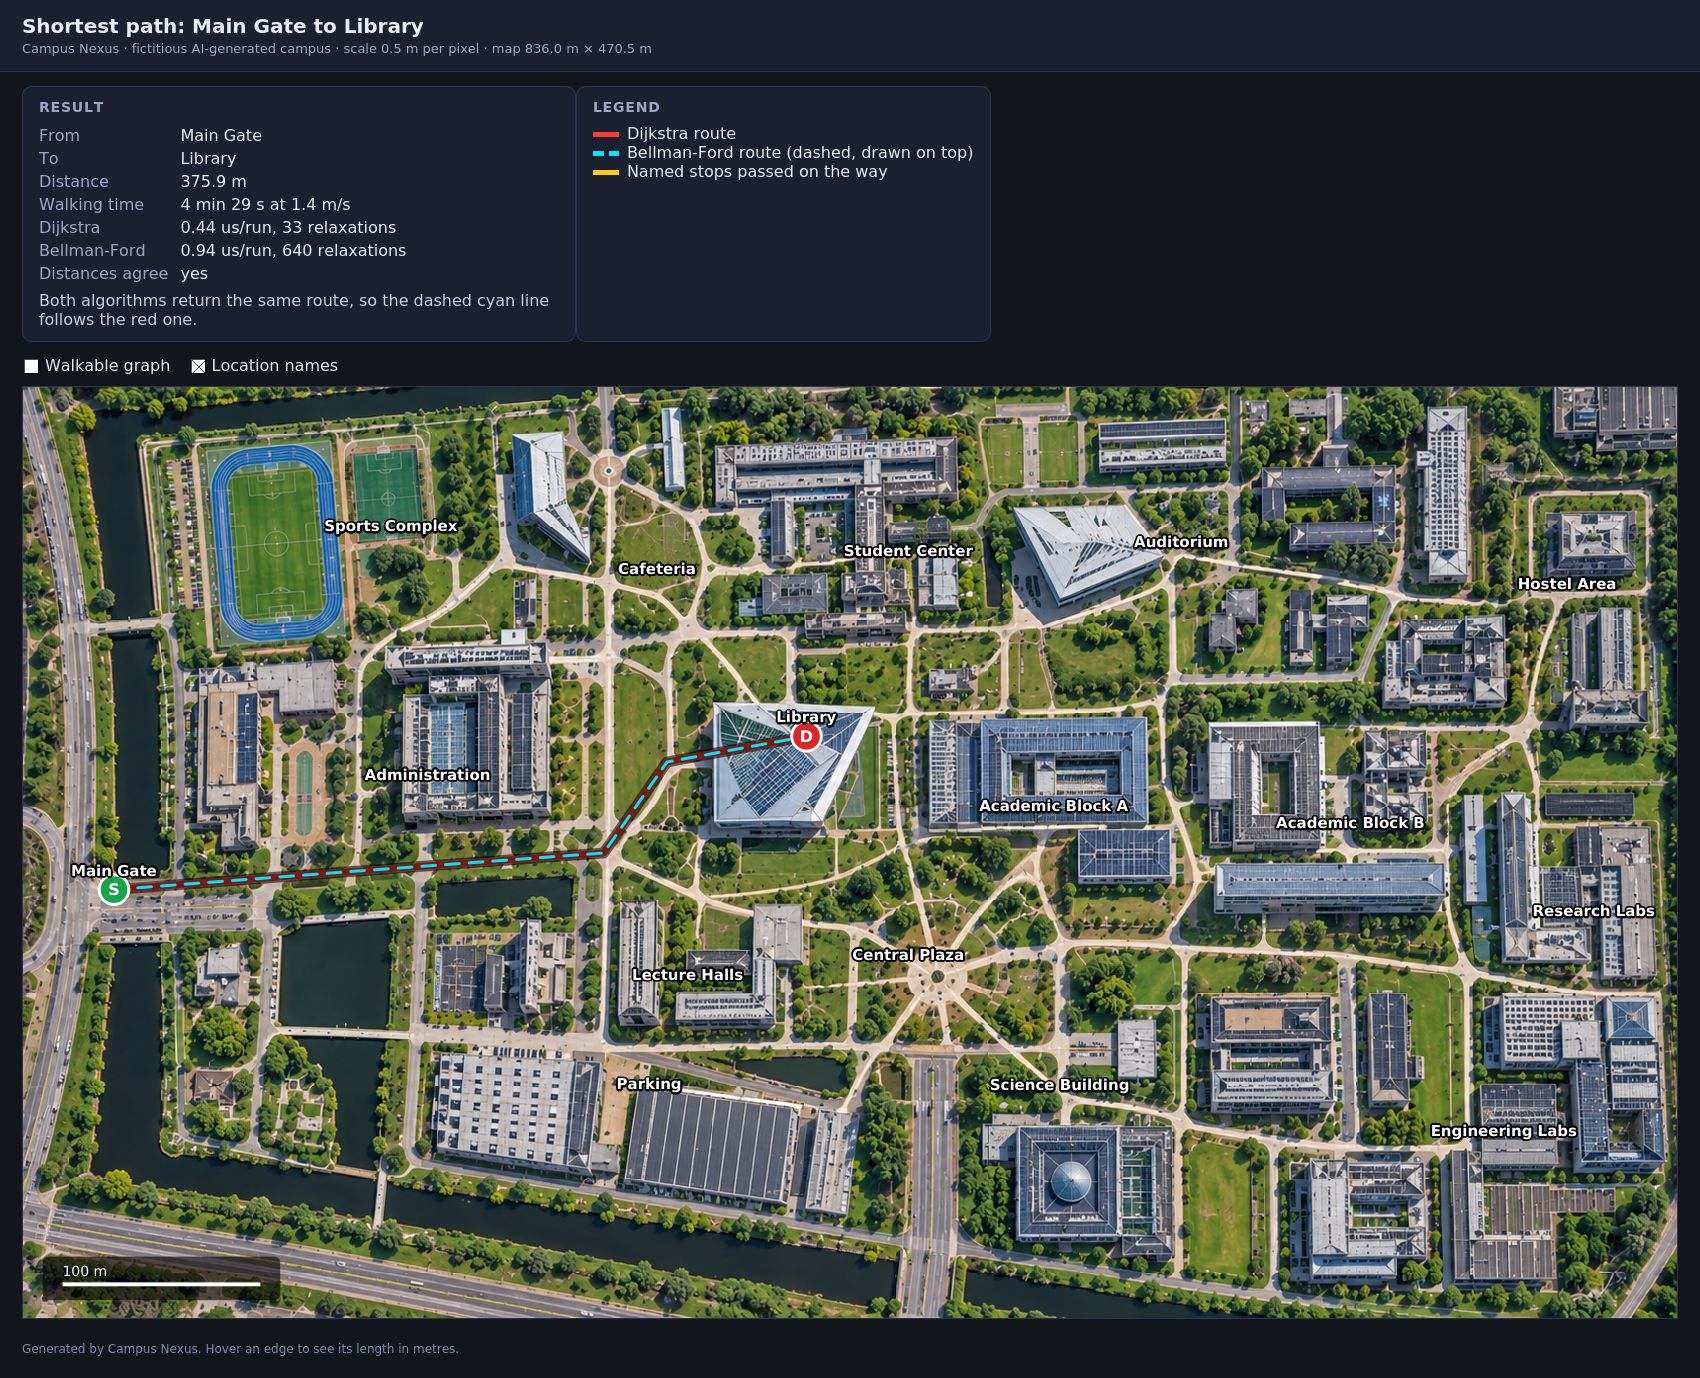 Shortest path: Main Gate to Library
Campus Nexus · fictitious AI-generated campus · scale 0.5 m per pixel · map 836.0 m × 470.5 m
RESULT
From Main Gate
To Library
Distance 375.9 m
Walking time 4 min 29 s at 1.4 m/s
Dijkstra 0.44 us/run, 33 relaxations
Bellman-Ford 0.94 us/run, 640 relaxations
Distances agree yes
Both algorithms return the same route, so the dashed cyan line
follows the red one.
LEGEND
Dijkstra route
Bellman-Ford route (dashed, drawn on top)
Named stops passed on the way
Walkable graph
Location names
Sports Complex
Auditorium
Student Center
Cafeteria
Hostel Area
Library
D
Administration
Academic Block A
Academic Block B
Main Gate
S
Research Labs
Central Plaza
Lecture Halls
Parking
Science Building
Engineering Labs
100 m
Generated by Campus Nexus. Hover an edge to see its length in metres.